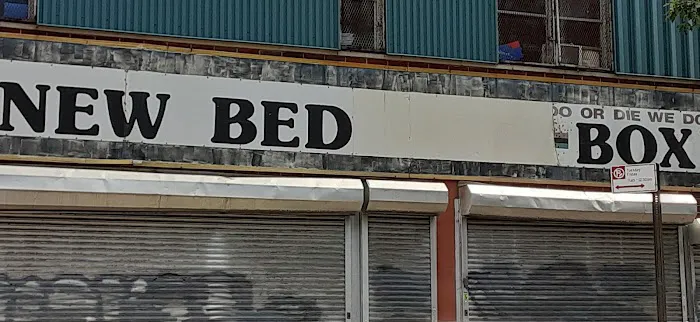 NEW BED
DO OR DIE WE DO
BOX